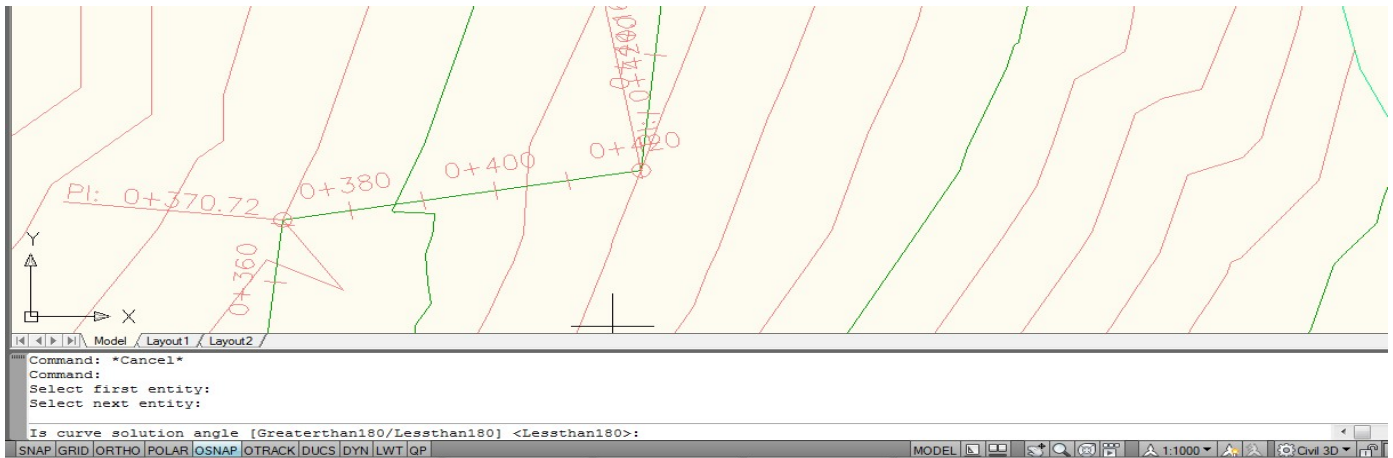 0+420
0+400
0+380
PI: 0+370.72
0+360
Y
X
Model Layout1 Layout2
Command: *Cancel*
Command:
Select first entity:
Select next entity:
Is curve solution angle [Greaterthan180/Lessthan180] <Lessthan180>:
SNAP GRID ORTHO POLAR OSNAP OTRACK DUCS DYN LWT QP MODEL 1:1000 Civil 3D